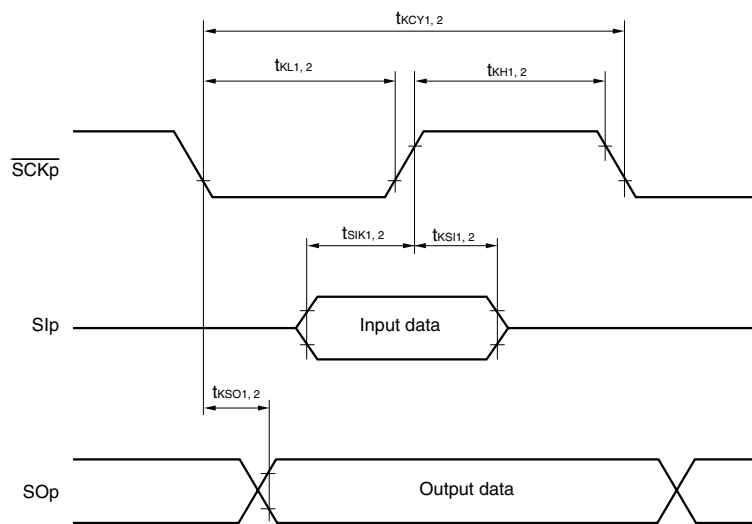 tKCY1, 2
tKL1, 2
tKH1, 2
SCKp
tSIK1, 2
tKSI1, 2
SIp
Input data
tKSO1, 2
SOp
Output data